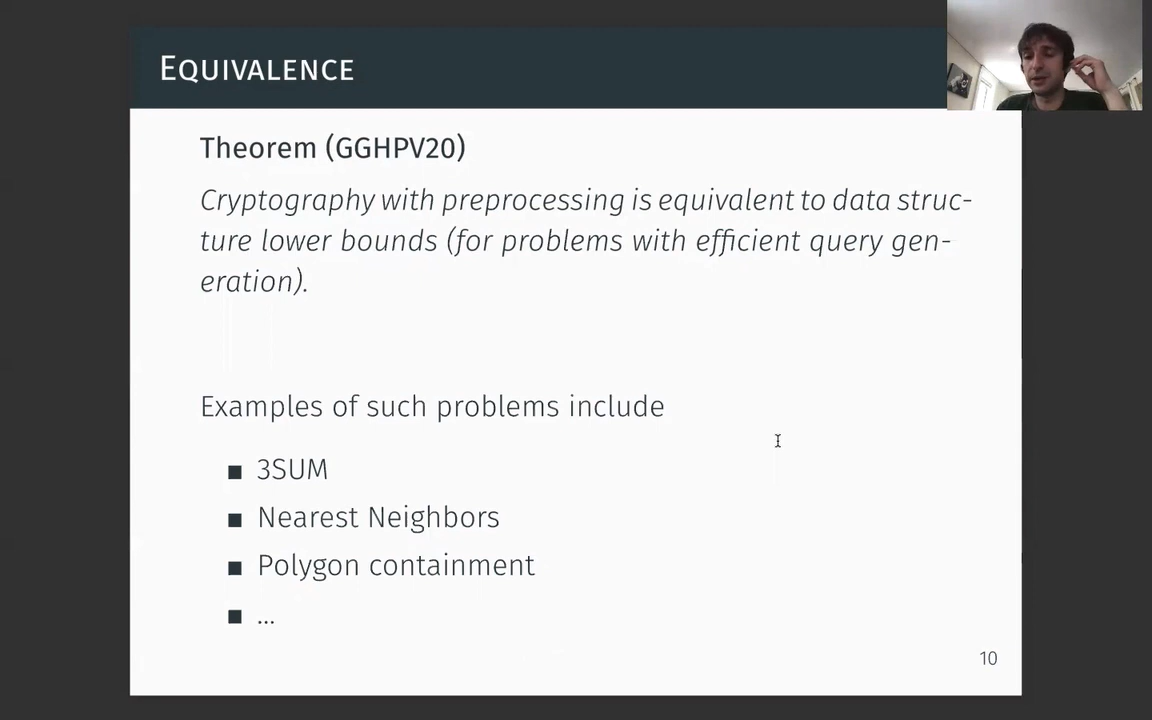 EQUIVALENCE
Theorem (GGHPV20)
Cryptography with preprocessing is equivalent to data struc-
ture lower bounds (for problems with efficient query gen-
eration).
Examples of such problems include
■ 3SUM
■ Nearest Neighbors
■ Polygon containment
■ ...
10